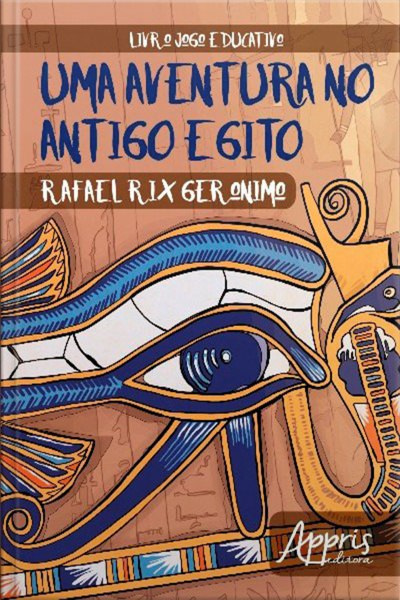 LIVRO JOGO EDUCATIVO
UMA AVENTURA NO
ANTIGO EGITO
RAFAEL RIX GERONIMO
Appris
editora